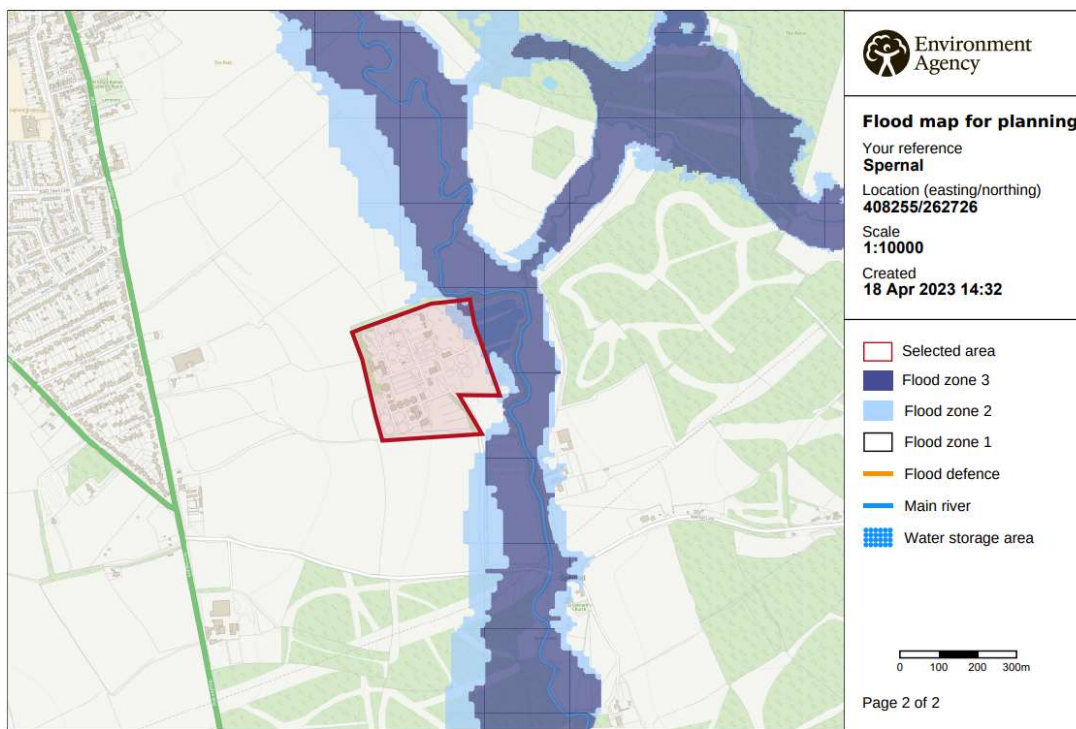 Environment
Agency
Flood map for planning
Your reference
Spernal
Location (easting/northing)
408255/262726
Scale
1:10000
Created
18 Apr 2023 14:32
Selected area
Flood zone 3
Flood zone 2
Flood zone 1
Flood defence
Main river
Water storage area
0 100 200 300m
Page 2 of 2